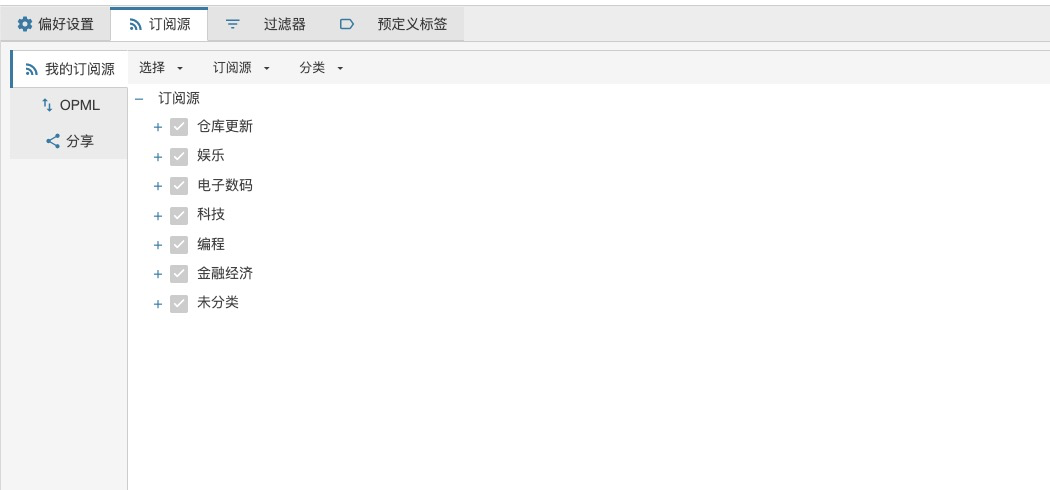 偏好设置 订阅源 过滤器 预定义标签
我的订阅源 选择 订阅源 分类
订阅源
OPML
仓库更新
分享
娱乐
电子数码
科技
编程
金融经济
未分类